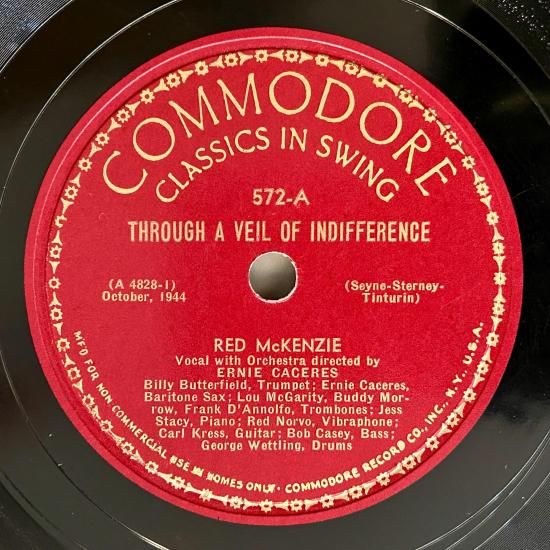 COMMODORE
CLASSICS IN SWING
572-A
THROUGH A VEIL OF INDIFFERENCE
(A 4828-1)
October, 1944
(Seyne-Sterney-
Tinturin)
RED McKENZIE
Vocal with Orchestra directed by
ERNIE CACERES
Billy Butterfield, Trumpet; Ernie Caceres,
Baritone Sax; Lou McGarity, Buddy Mor-
row, Frank D'Annolfo, Trombones; Jess
Stacy, Piano; Red Norvo, Vibraphone;
Carl Kress, Guitar; Bob Casey, Bass;
George Wettling, Drums
MFD FOR NON COMMERCIAL USE IN HOMES ONLY · COMMODORE RECORD CO., INC., N.Y. U.S.A.